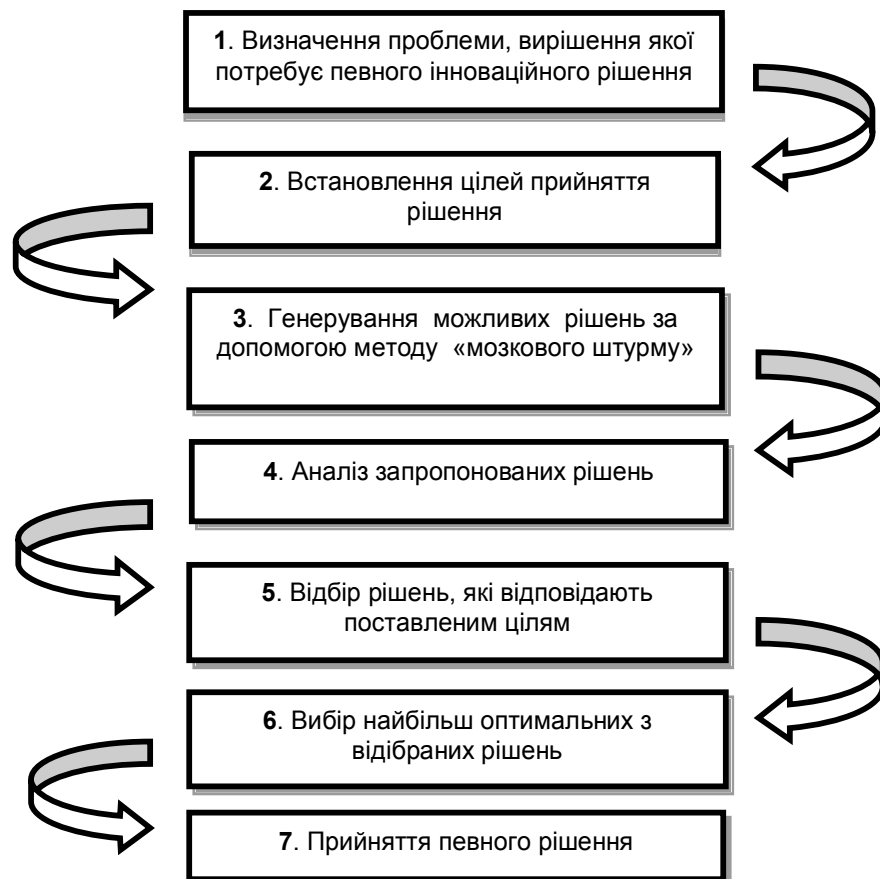 1. Визначення проблеми, вирішення якої
потребує певного інноваційного рішення
2. Встановлення цілей прийняття
рішення
3. Генерування можливих рішень за
допомогою методу «мозкового штурму»
4. Аналіз запропонованих рішень
5. Відбір рішень, які відповідають
поставленим цілям
6. Вибір найбільш оптимальних з
відібраних рішень
7. Прийняття певного рішення